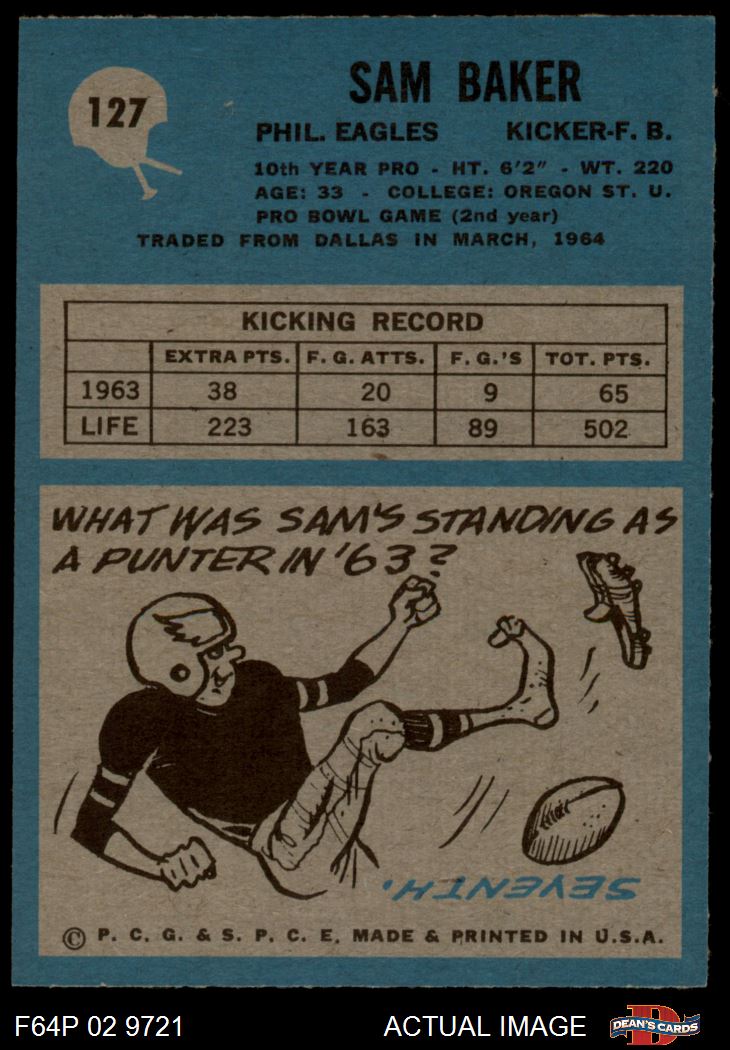 127
SAM BAKER
PHIL. EAGLES KICKER-F. B.
10th YEAR PRO - HT. 6'2" - WT. 220
AGE: 33 - COLLEGE: OREGON ST. U.
PRO BOWL GAME (2nd year)
TRADED FROM DALLAS IN MARCH, 1964
KICKING RECORD
EXTRA PTS. F. G. ATTS. F. G.'S TOT. PTS.
1963 38 20 9 65
LIFE 223 163 89 502
WHAT WAS SAM'S STANDING AS
A PUNTER IN '63?
SEVENTH.
© P. C. G. & S. P. C. E. MADE & PRINTED IN U.S.A.
F64P 02 9721 ACTUAL IMAGE D DEAN'S CARDS